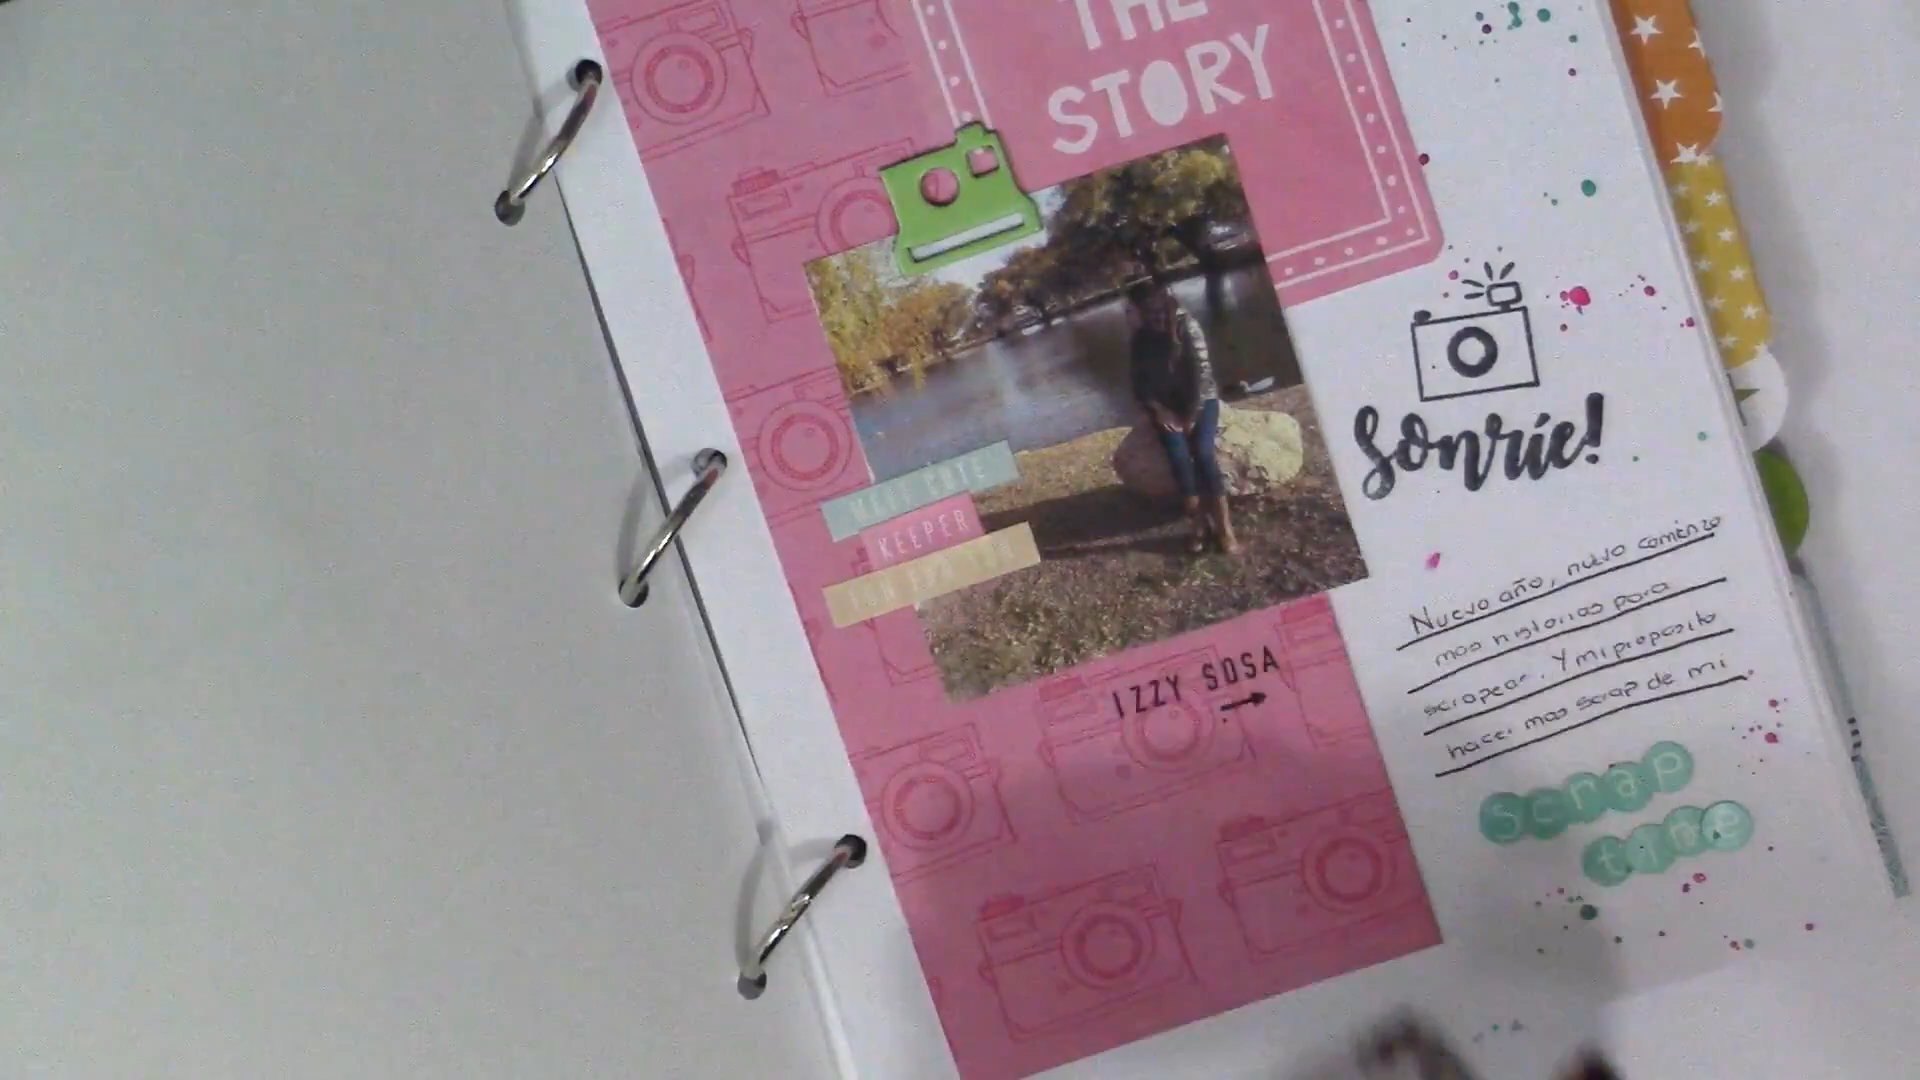 THE
STORY
sonríe!
KEEPER
Nuevo año, nuevo comienzo
mas historias para
scrapear. Y mi proposito
hacer mas scrap de mi
IZZY SOSA
scrap
time